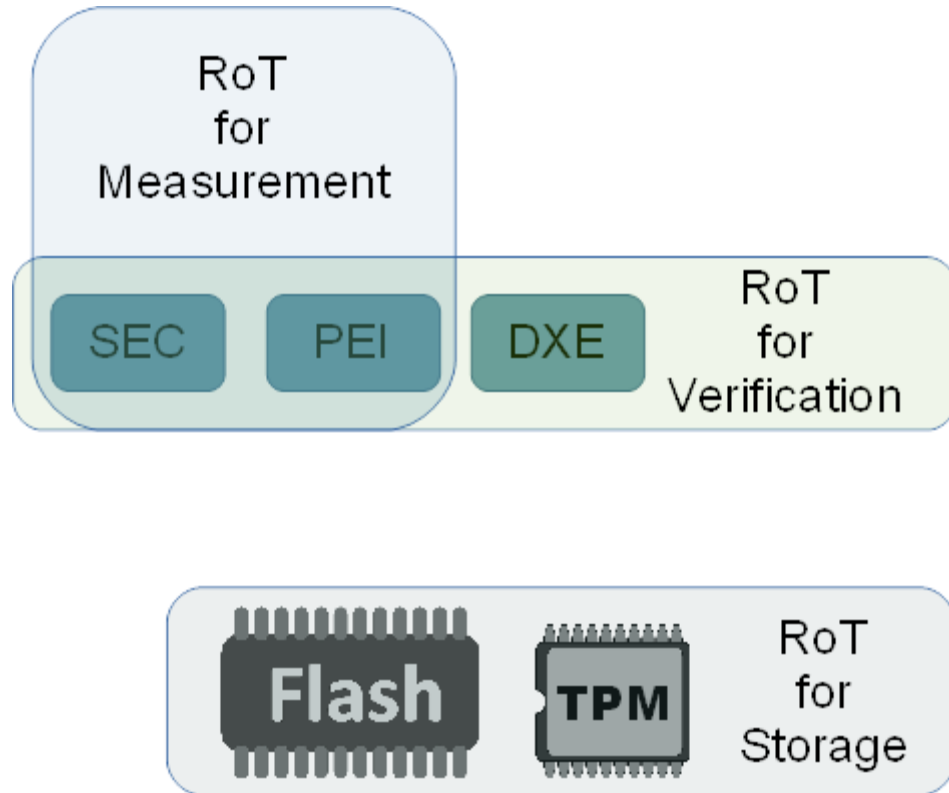 RoT
for
Measurement
SEC
PEI
DXE
RoT
for
Verification
Flash
TPM
RoT
for
Storage